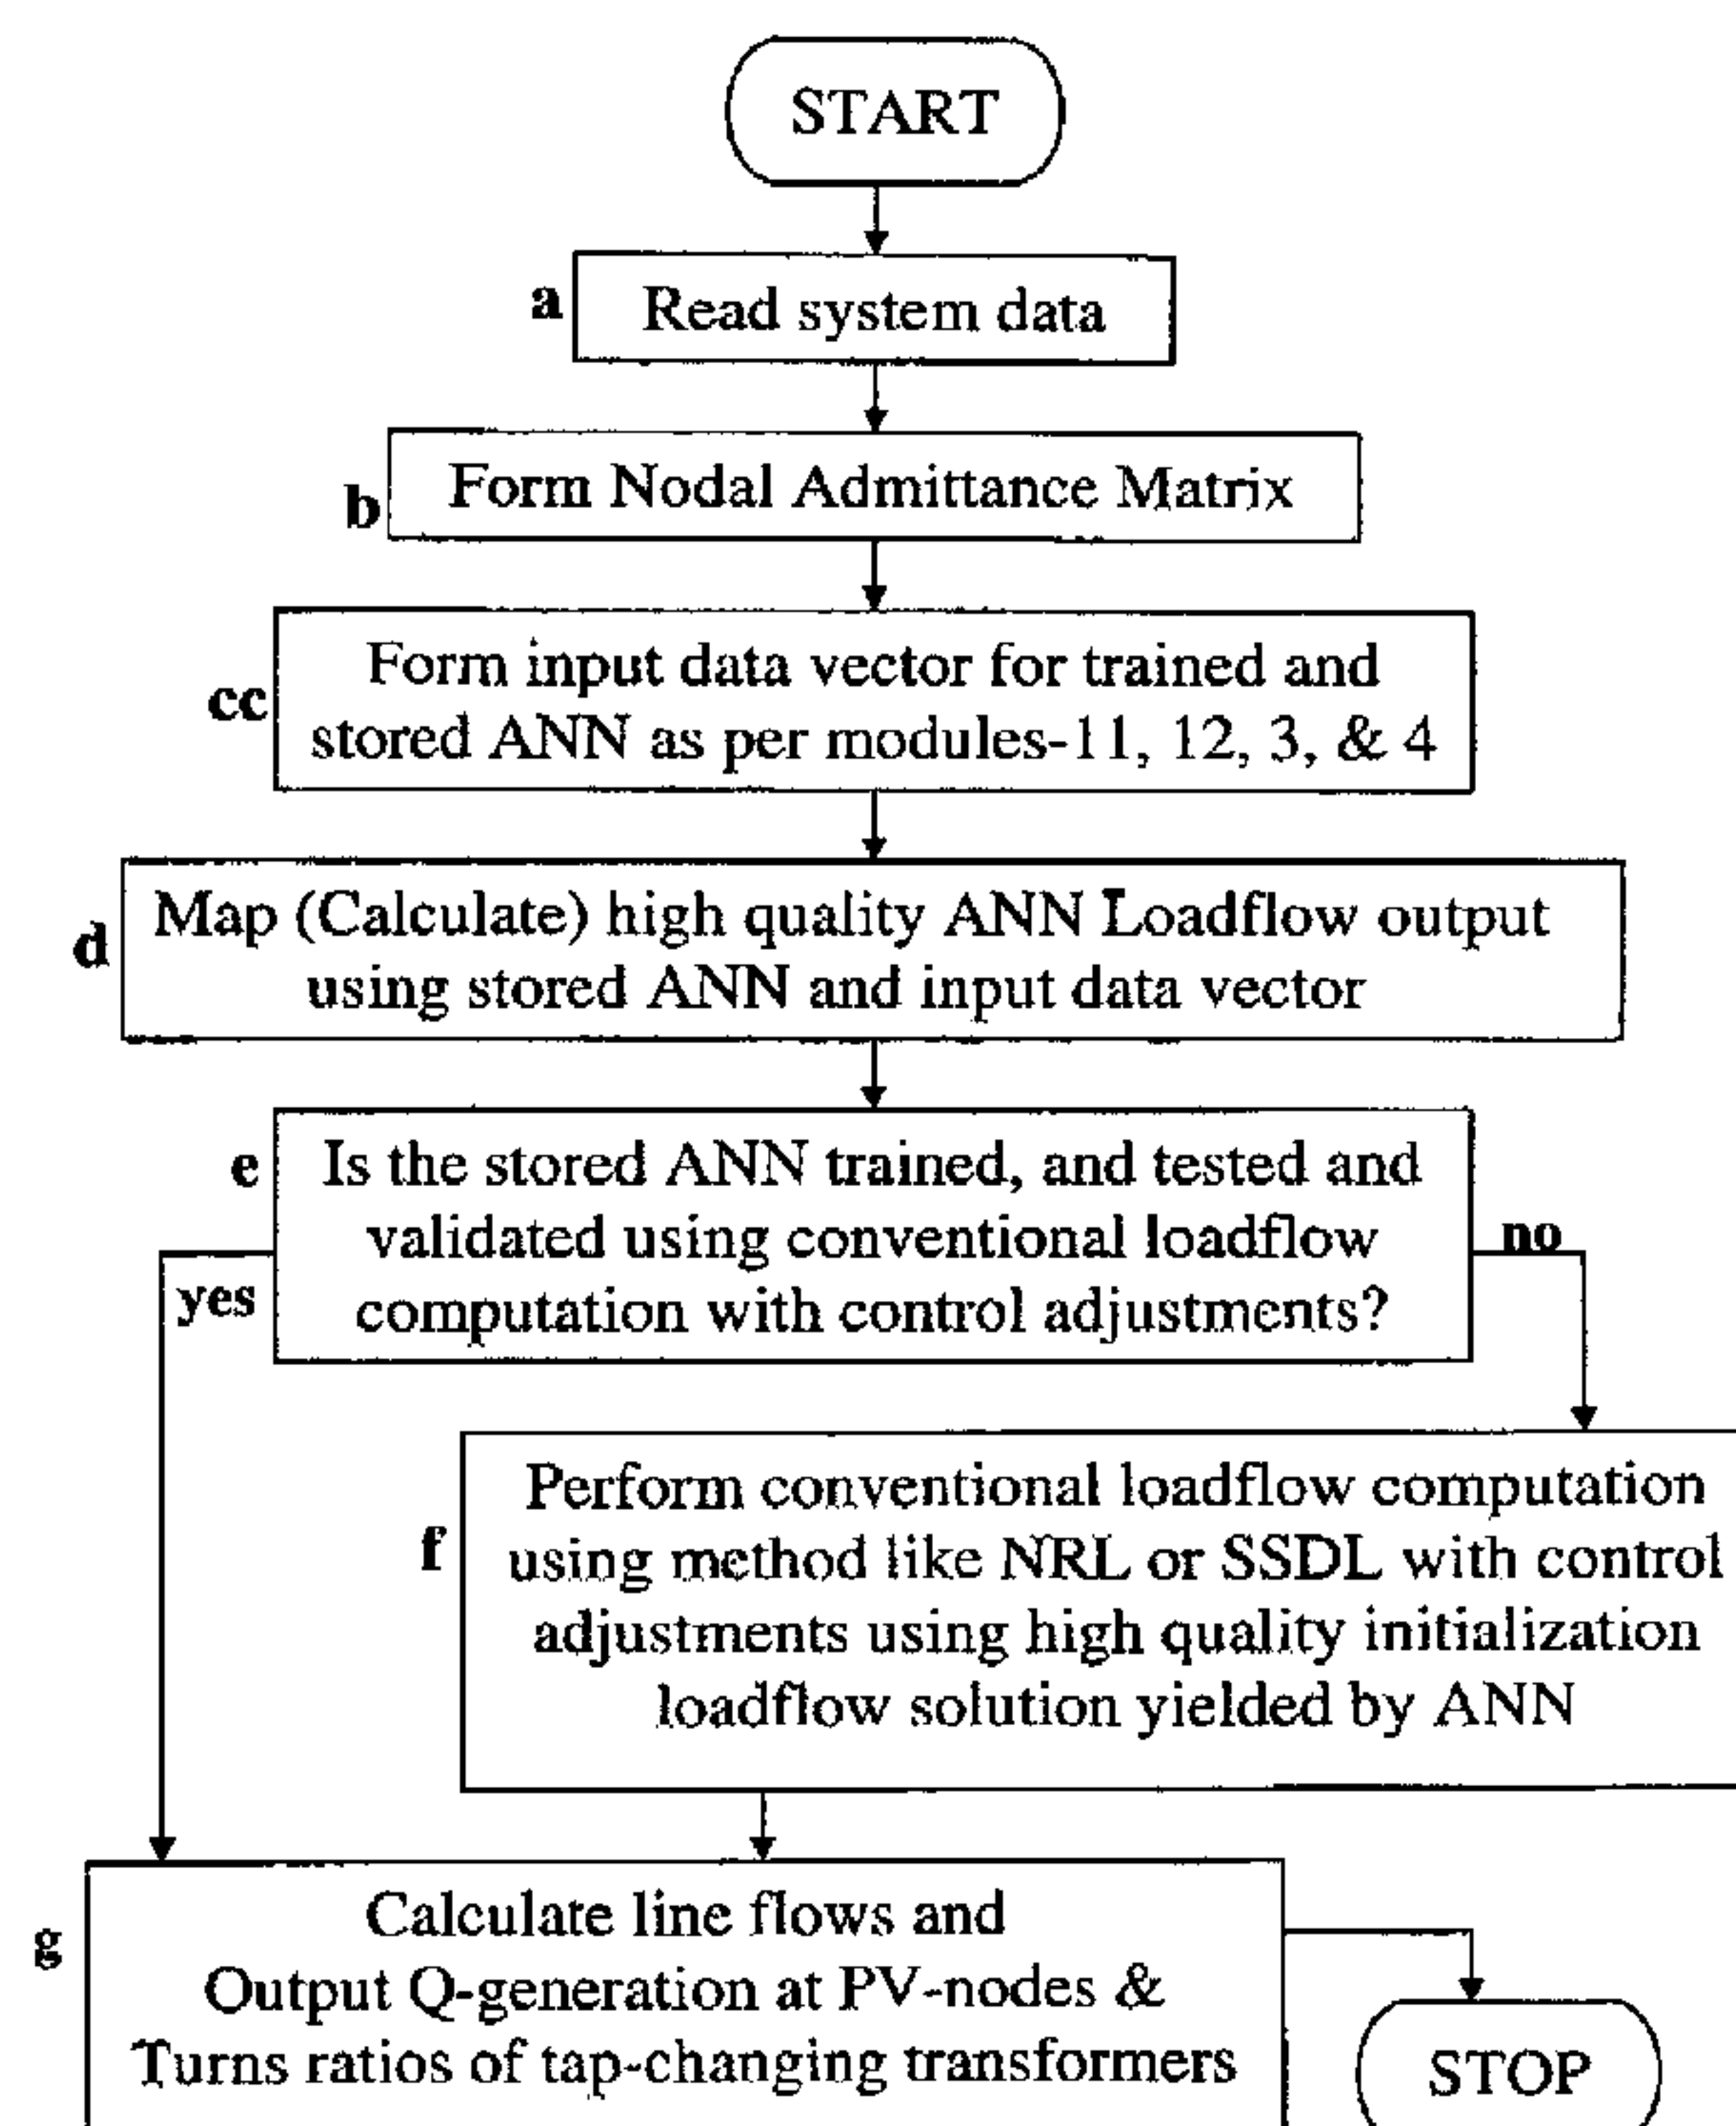 START
a
Read system data
b
Form Nodal Admittance Matrix
cc
Form input data vector for trained and
stored ANN as per modules-11, 12, 3, & 4
d
Map (Calculate) high quality ANN Loadflow output
using stored ANN and input data vector
e
Is the stored ANN trained, and tested and
validated using conventional loadflow
computation with control adjustments?
yes
no
f
Perform conventional loadflow computation
using method like NRL or SSDL with control
adjustments using high quality initialization
loadflow solution yielded by ANN
g
Calculate line flows and
Output Q-generation at PV-nodes &
Turns ratios of tap-changing transformers
STOP